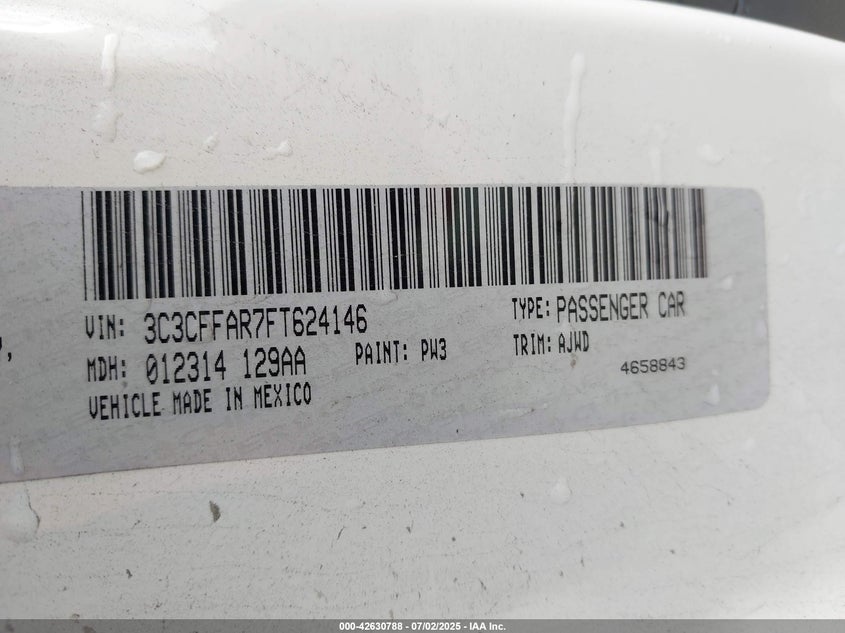 VIN: 3C3CFFAR7FT624146
TYPE: PASSENGER CAR
MDH: 012314 129AA
PAINT: PW3
TRIM: AJWD
4658843
VEHICLE MADE IN MEXICO
000-42630788 - 07/02/2025 - IAA Inc.